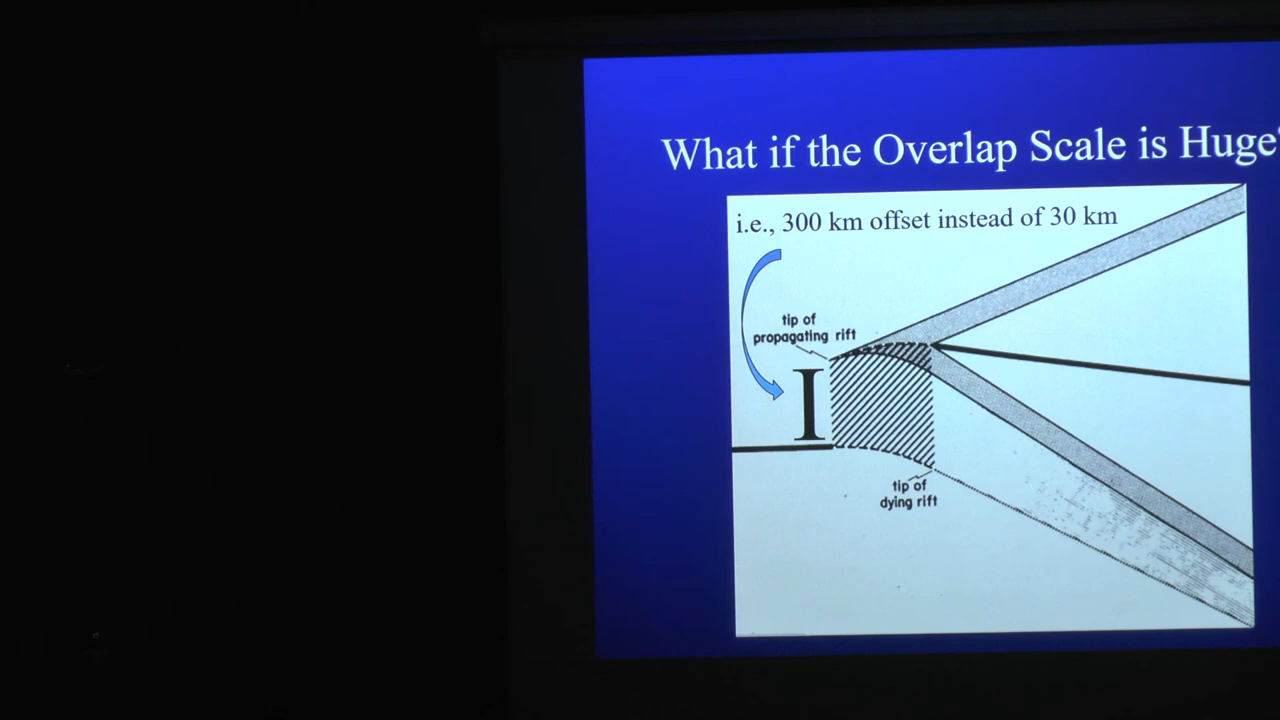 What if the Overlap Scale is Huge?
i.e., 300 km offset instead of 30 km
tip of
propagating rift
tip of
dying rift